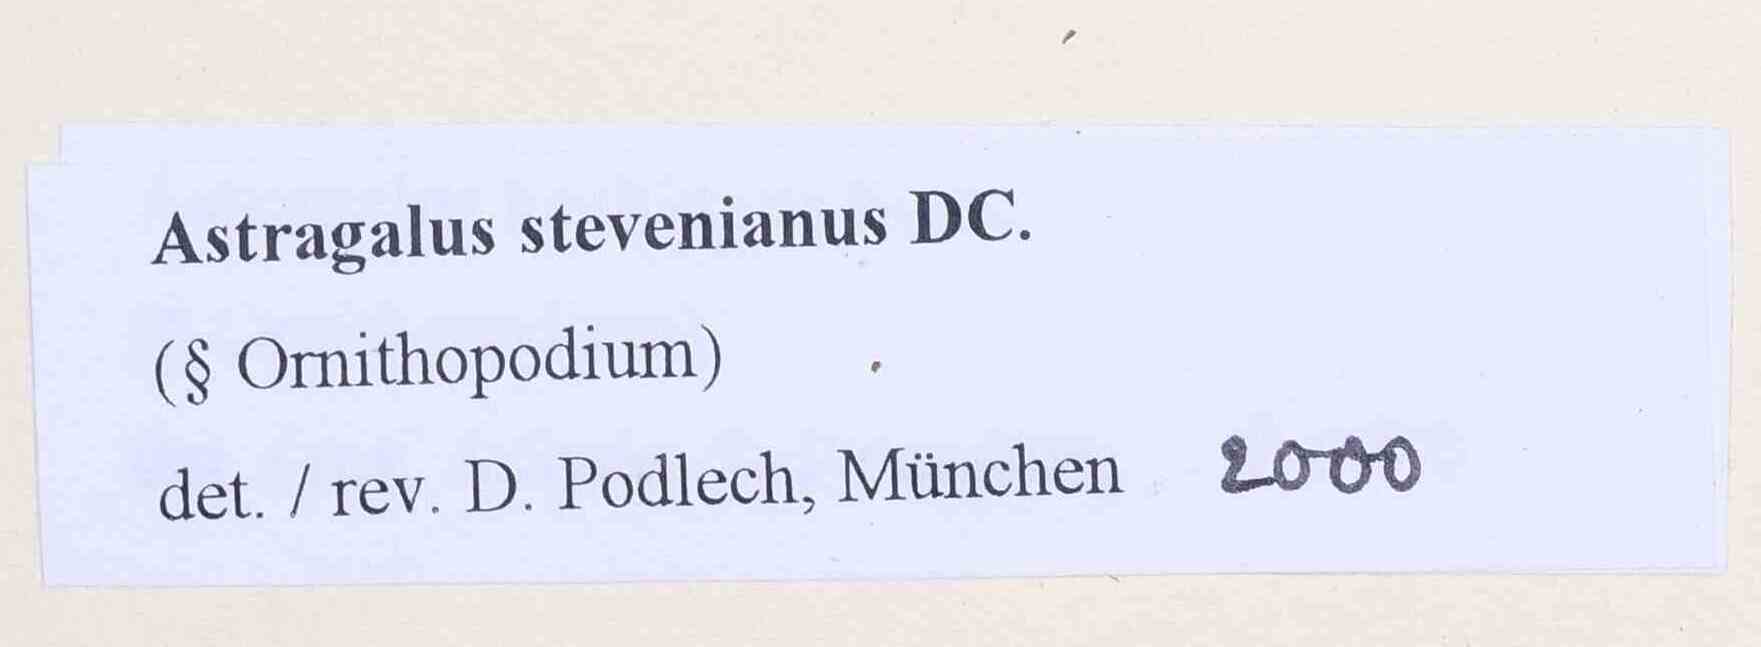 Astragalus stevenianus DC.
(§ Ornithopodium)
det. / rev. D. Podlech, München 2000